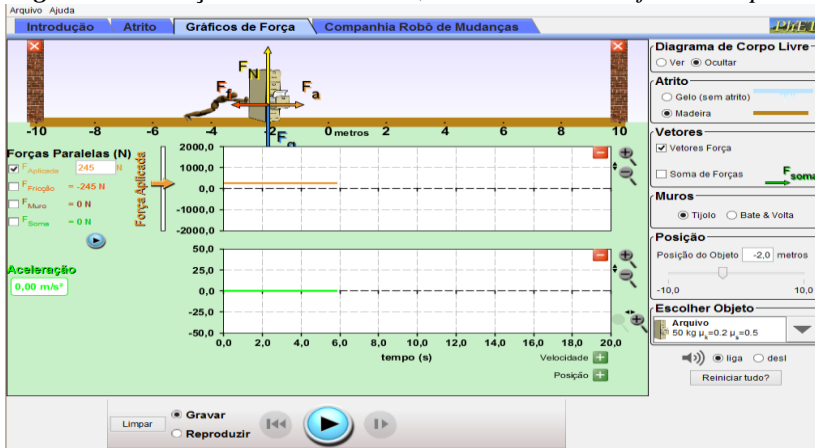 Arquivo Ajuda
Introdução Atrito Gráficos de Força Companhia Robô de Mudanças
F_N
F_f F_a
F_g
-10 -8 -6 -4 -2 0 metros 2 4 6 8 10
Forças Paralelas (N)
F Aplicada 245 N
F Fricção = -245 N
F Muro = 0 N
F Soma = 0 N
Força Aplicada
2000,0
1000,0
0,0
-1000,0
-2000,0
Aceleração
0,00 m/s²
50,0
25,0
0,0
-25,0
-50,0
0,0 2,0 4,0 6,0 8,0 10,0 12,0 14,0 16,0 18,0 20,0
tempo (s)
Velocidade
Posição
Limpar
Gravar
Reproduzir
Diagrama de Corpo Livre
Ver Ocultar
Atrito
Gelo (sem atrito)
Madeira
Vetores
Vetores Força
Soma de Forças F soma
Muros
Tijolo Bate & Volta
Posição
Posição do Objeto -2,0 metros
-10,0 10,0
Escolher Objeto
Arquivo
50 kg μk=0.2 μs=0.5
liga desl
Reiniciar tudo?